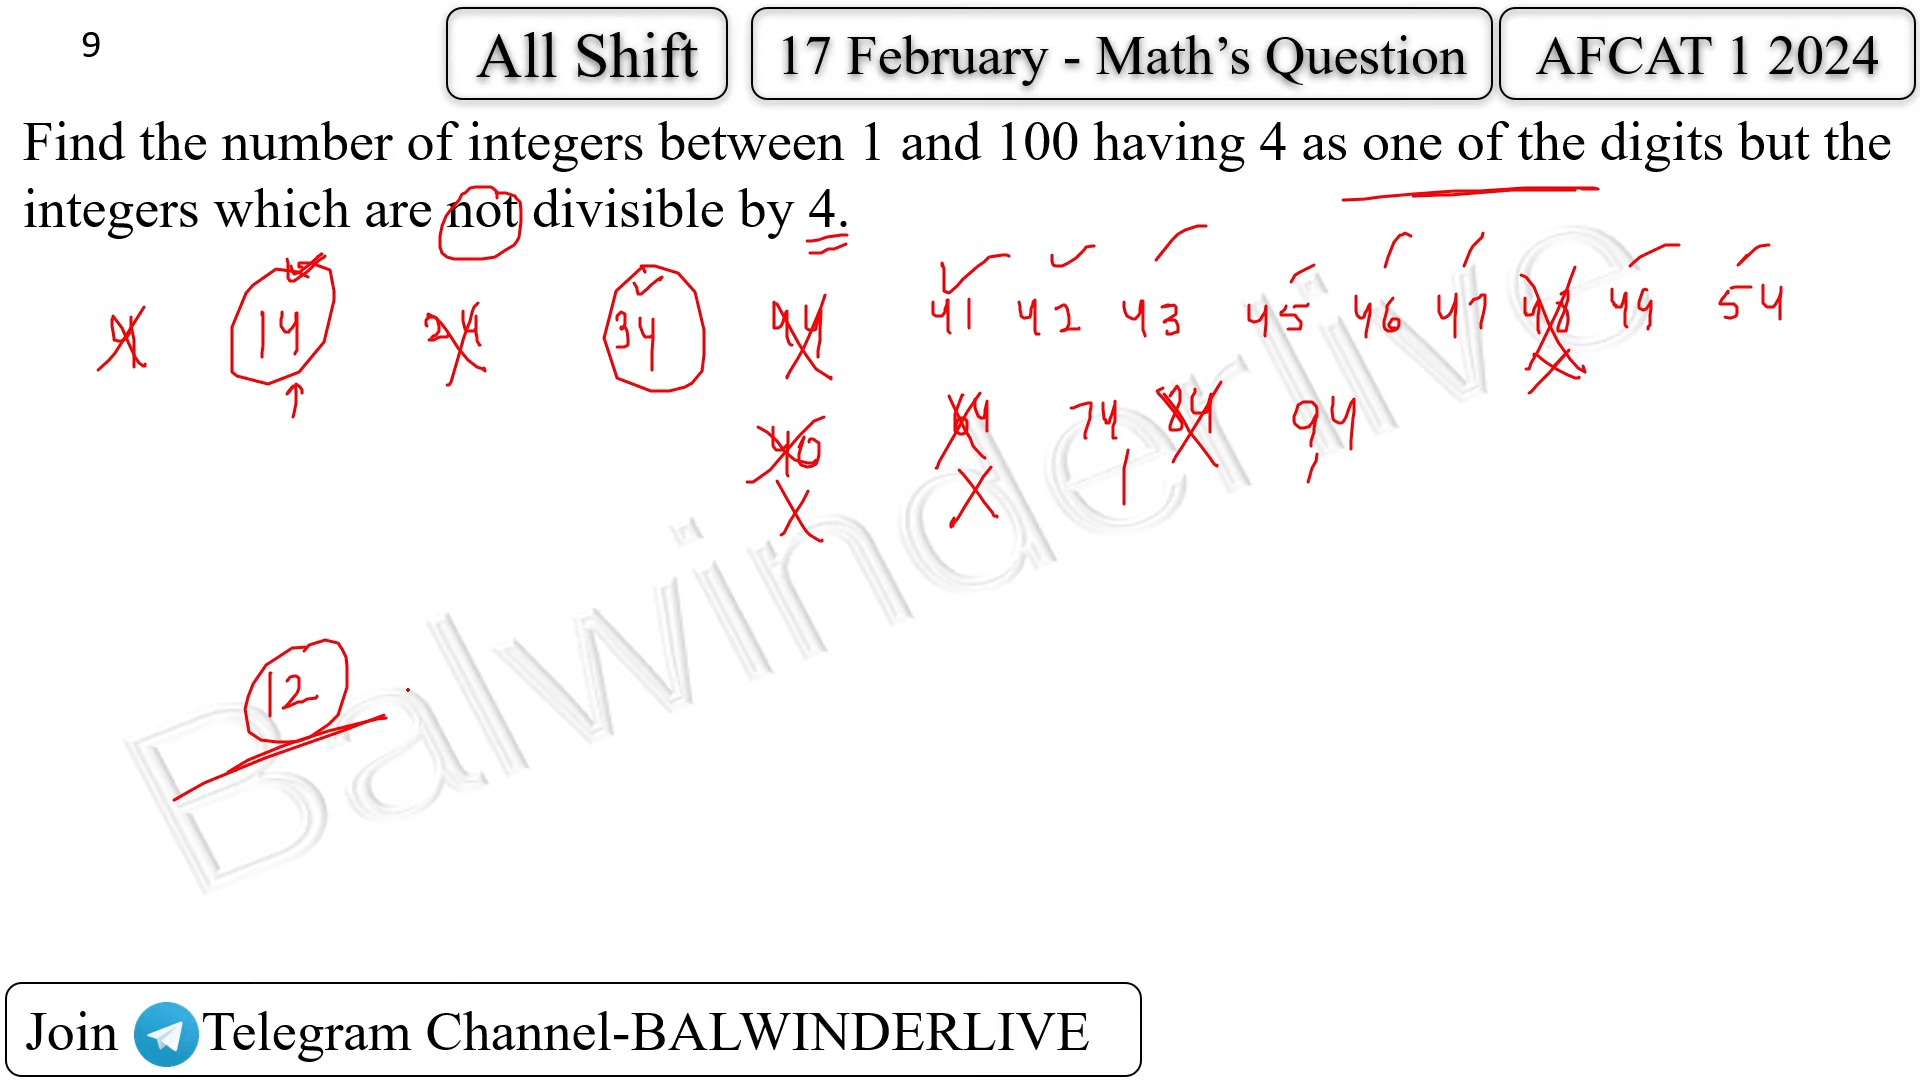 9
All Shift
17 February - Math’s Question
AFCAT 1 2024
Find the number of integers between 1 and 100 having 4 as one of the digits but the
integers which are not divisible by 4.
4 14 24 34 44 41 42 43 45 46 47 48 49 54
40 64 74 84 94
12
Balwinderlive
Join Telegram Channel-BALWINDERLIVE